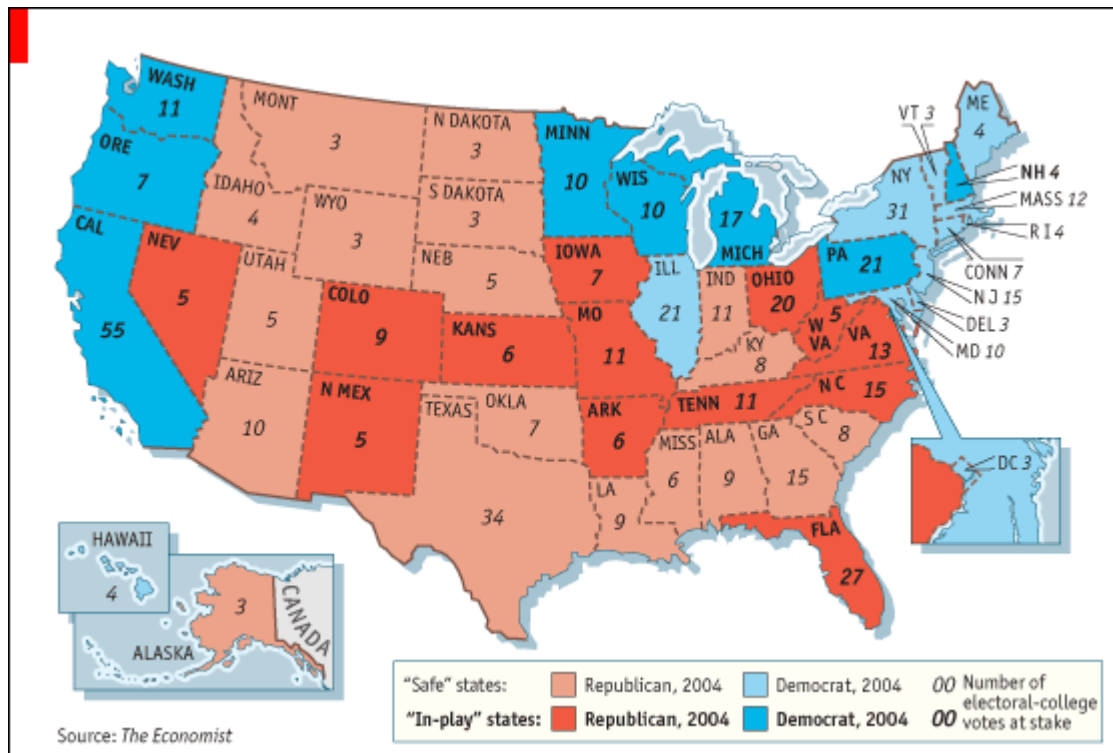 WASH
11
MONT
3
N DAKOTA
3
MINN
10
ME
4
VT 3
ORE
7
IDAHO
4
WYO
3
S DAKOTA
3
WIS
10
17
MICH
NY
31
NH 4
MASS 12
R I 4
CONN 7
N J 15
DEL 3
MD 10
CAL
55
NEV
5
UTAH
5
NEB
5
IOWA
7
ILL
21
IND
11
OHIO
20
PA
21
COLO
9
KANS
6
MO
11
KY
8
W VA
5
VA
13
ARIZ
10
N MEX
5
TEXAS
34
OKLA
7
ARK
6
TENN 11
N C 15
S C
8
MISS
6
ALA
9
GA
15
LA
9
FLA
27
DC 3
HAWAII
4
3
ALASKA
CANADA
"Safe" states: Republican, 2004 Democrat, 2004 00 Number of
electoral-college
"In-play" states: Republican, 2004 Democrat, 2004 00 votes at stake
Source: The Economist